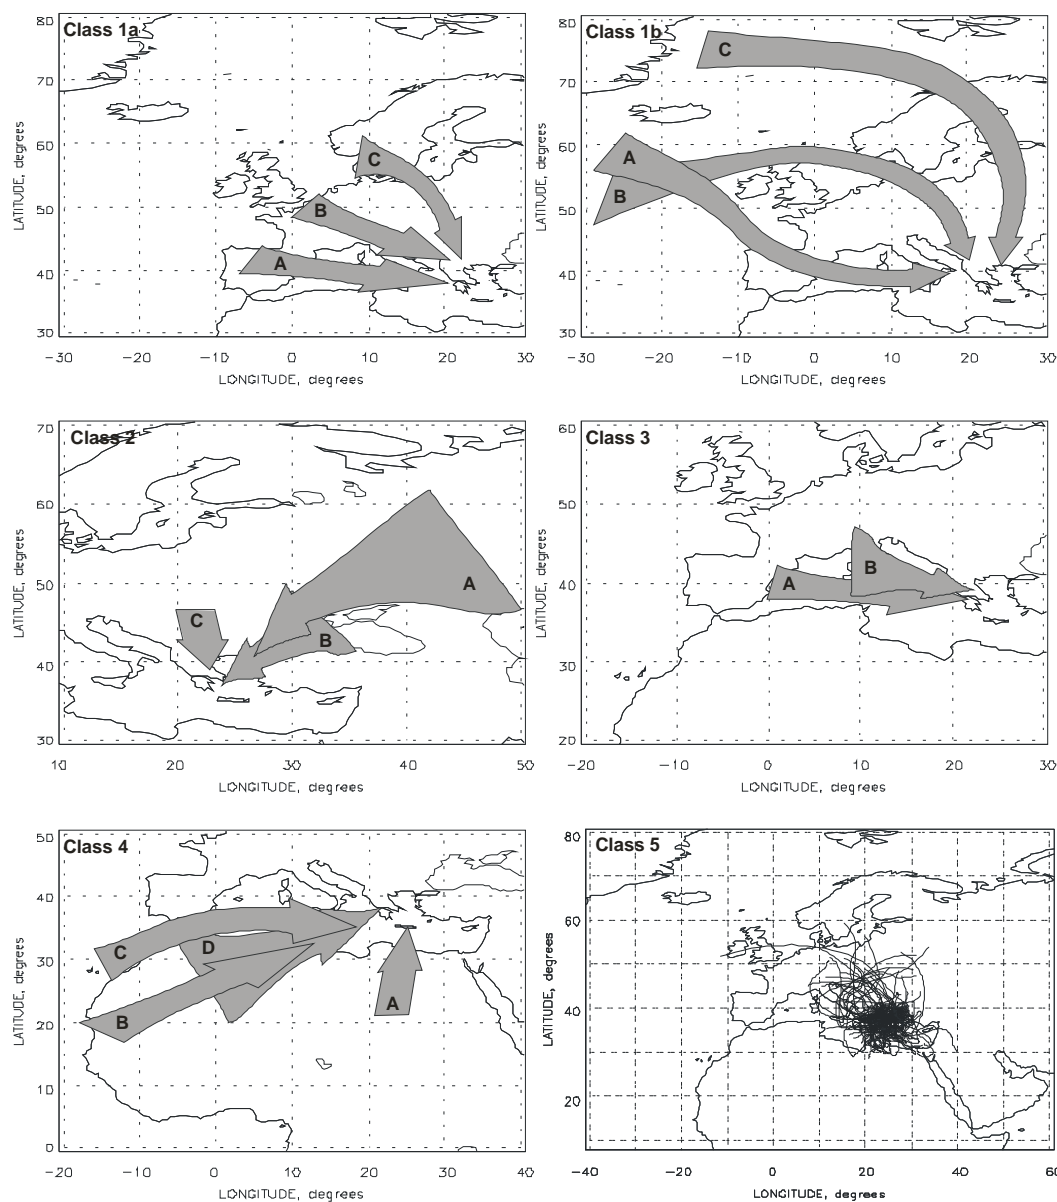 Class 1a
80
70
60
50
40
30
LATITUDE, degrees
C
B
A
-30 -20 -10 0 10 20 30
LONGITUDE, degrees
Class 1b
80
70
60
50
40
30
LATITUDE, degrees
C
A
B
-30 -20 -10 0 10 20 30
LONGITUDE, degrees
Class 2
70
60
50
40
30
LATITUDE, degrees
A
C
B
10 20 30 40 50
LONGITUDE, degrees
Class 3
60
50
40
30
20
LATITUDE, degrees
B
A
-20 -10 0 10 20 30
LONGITUDE, degrees
Class 4
50
40
30
20
10
0
LATITUDE, degrees
C
D
A
B
-20 -10 0 10 20 30 40
LONGITUDE, degrees
Class 5
80
60
40
20
LATITUDE, degrees
-40 -20 0 20 40 60
LONGITUDE, degrees